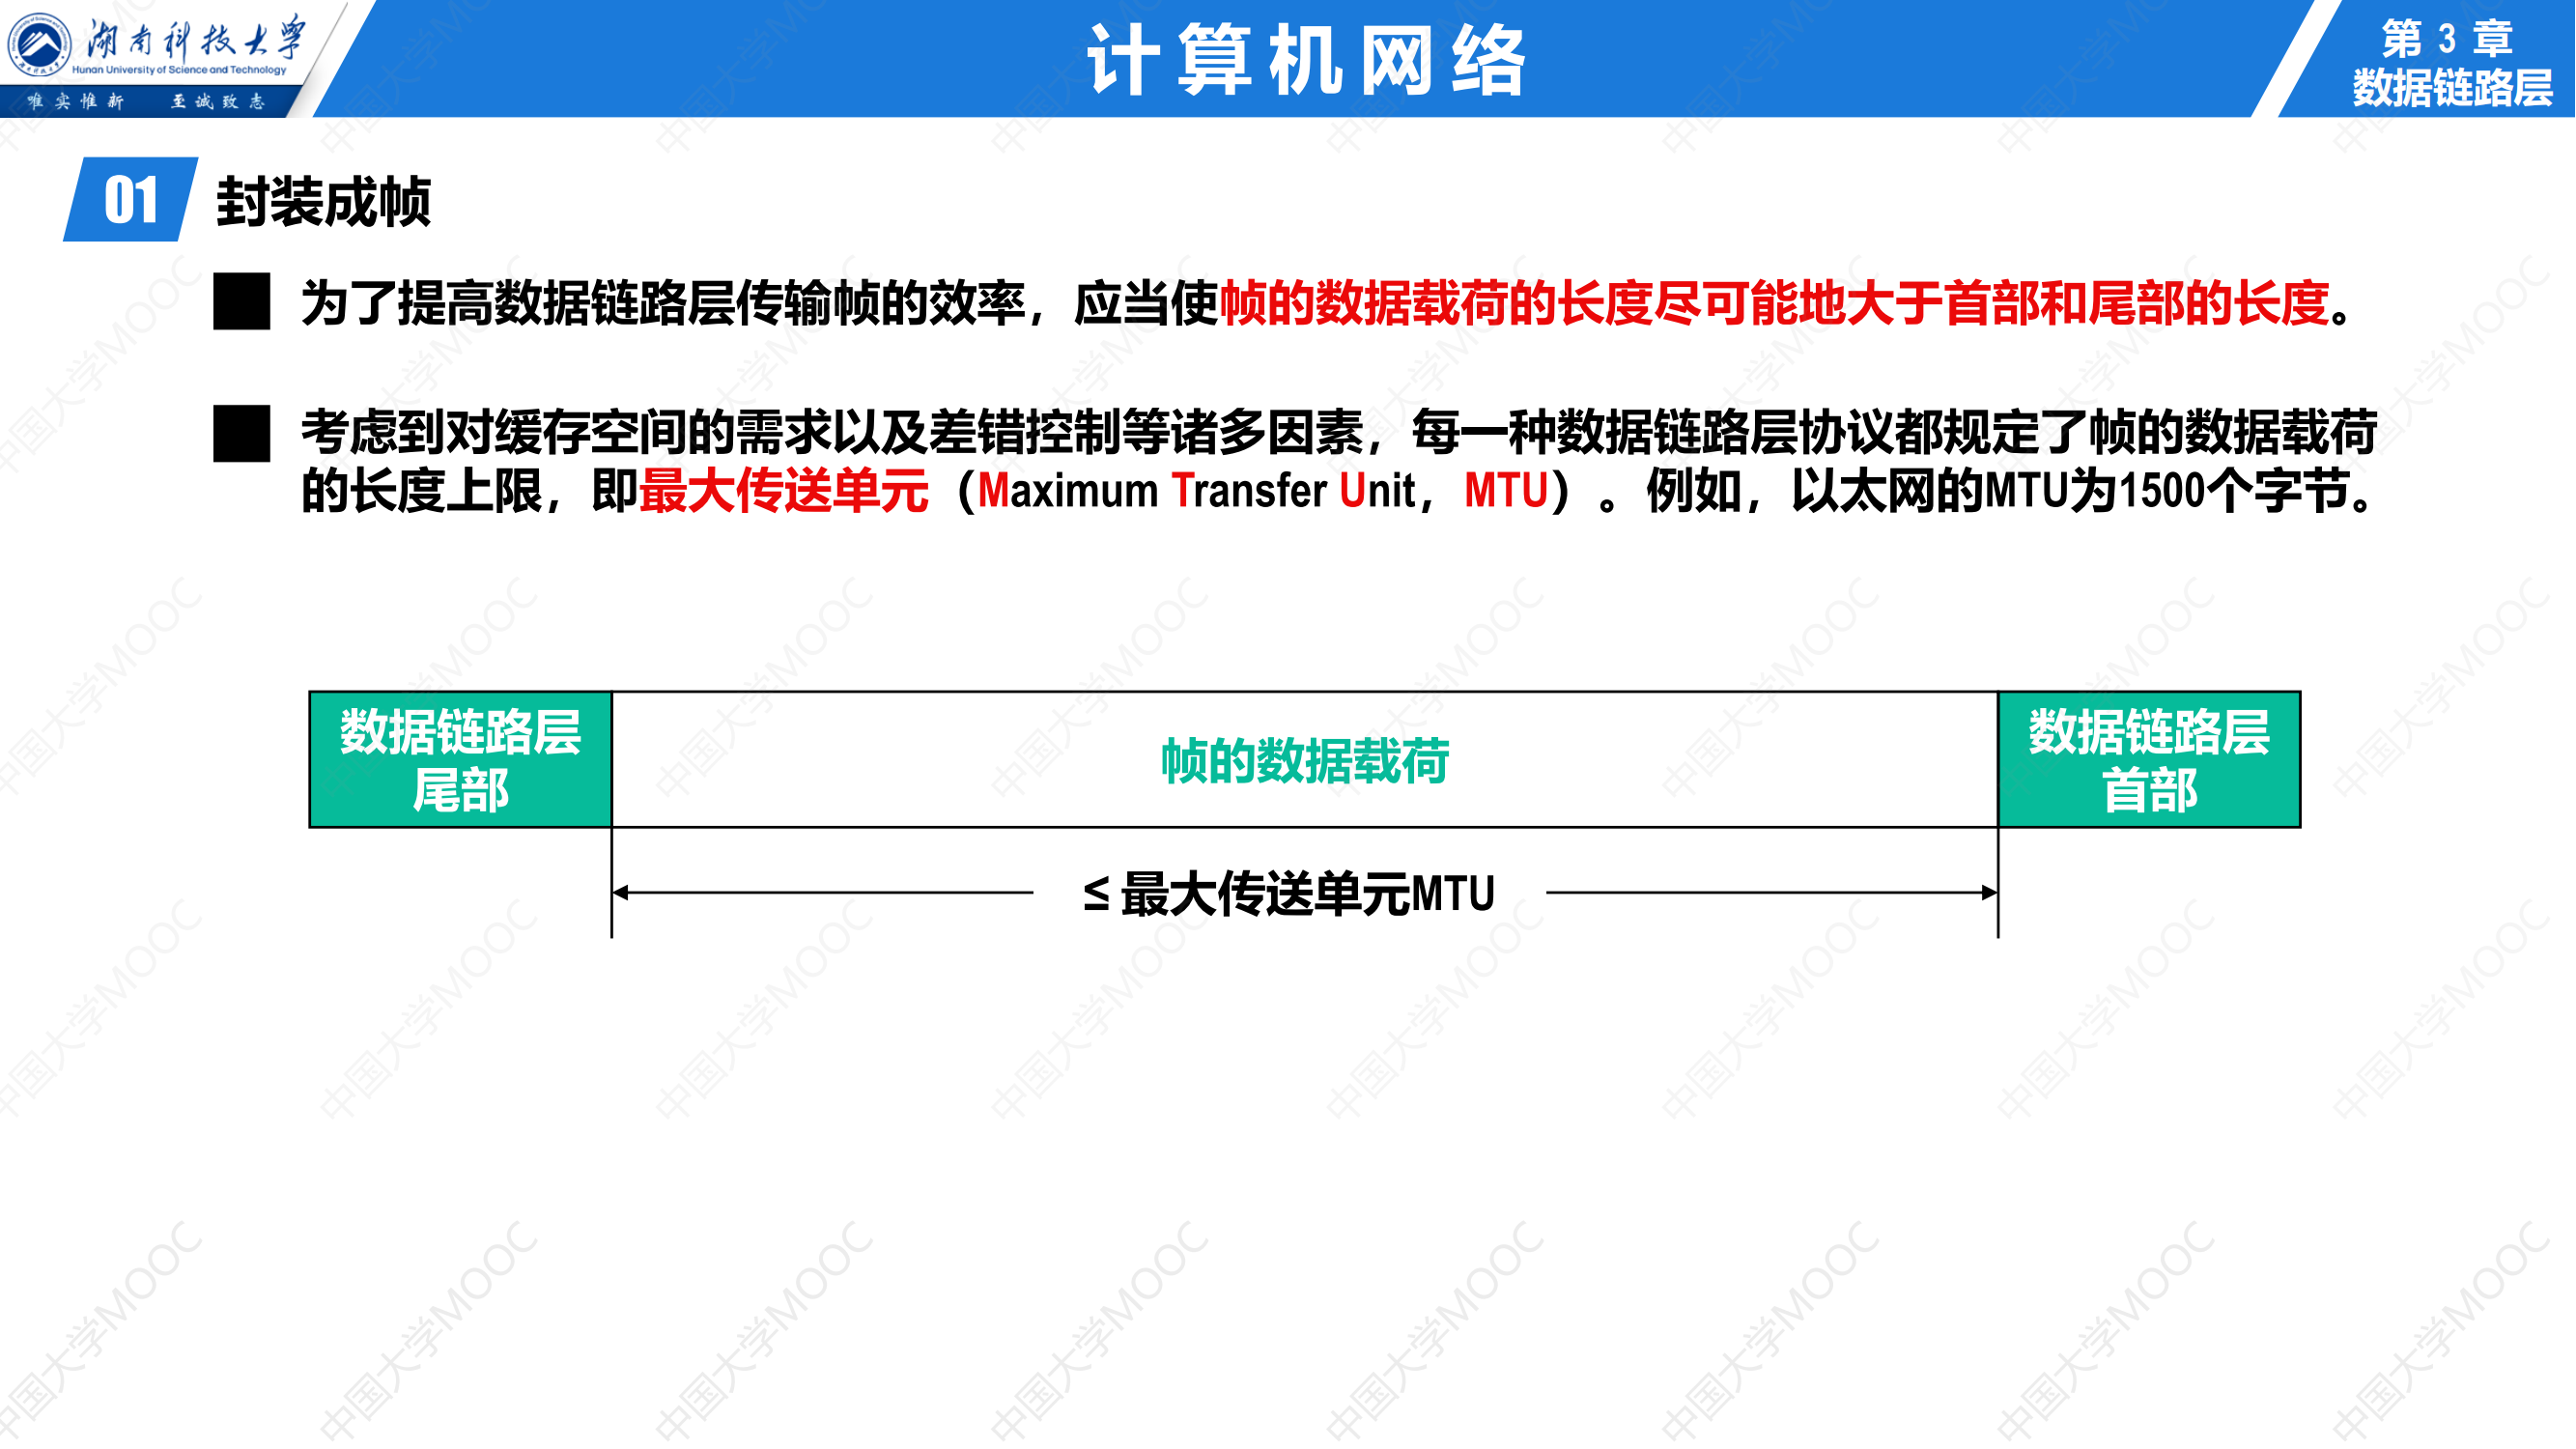 湖南科技大学
Hunan University of Science and Technology
唯实惟新 至诚致志
计算机网络
第 3 章
数据链路层
01 封装成帧
为了提高数据链路层传输帧的效率，应当使帧的数据载荷的长度尽可能地大于首部和尾部的长度。
考虑到对缓存空间的需求以及差错控制等诸多因素，每一种数据链路层协议都规定了帧的数据载荷
的长度上限，即最大传送单元（Maximum Transfer Unit，MTU）。例如，以太网的MTU为1500个字节。
数据链路层
尾部
帧的数据载荷
数据链路层
首部
≤ 最大传送单元MTU
中国大学MOOC